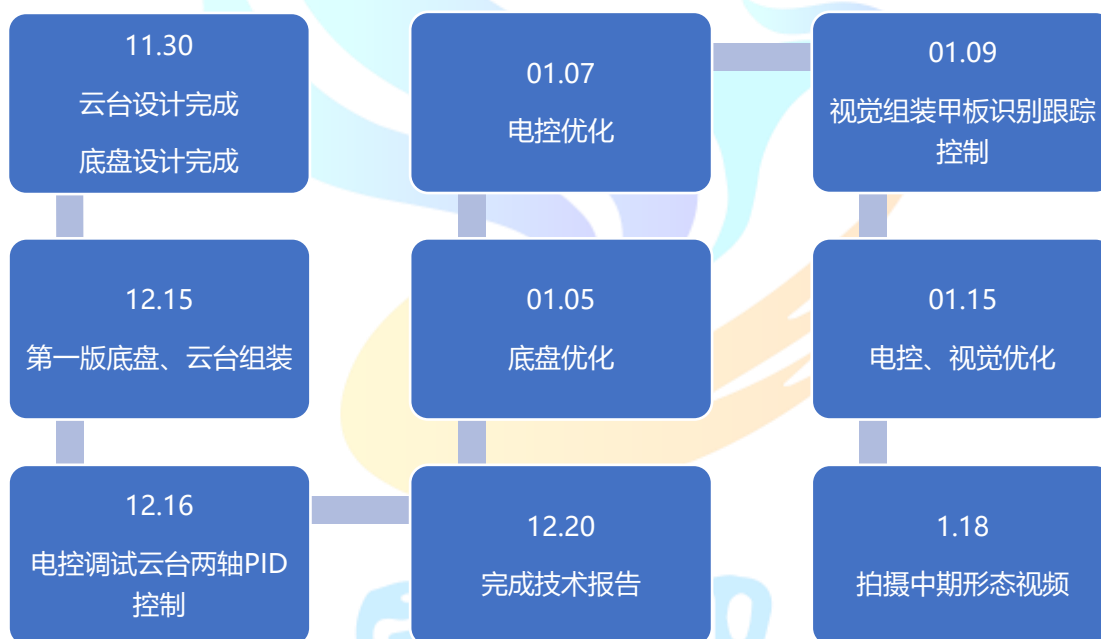 11.30
云台设计完成
底盘设计完成
12.15
第一版底盘、云台组装
12.16
电控调试云台两轴PID
控制
12.20
完成技术报告
01.05
底盘优化
01.07
电控优化
01.09
视觉组装甲板识别跟踪
控制
01.15
电控、视觉优化
1.18
拍摄中期形态视频